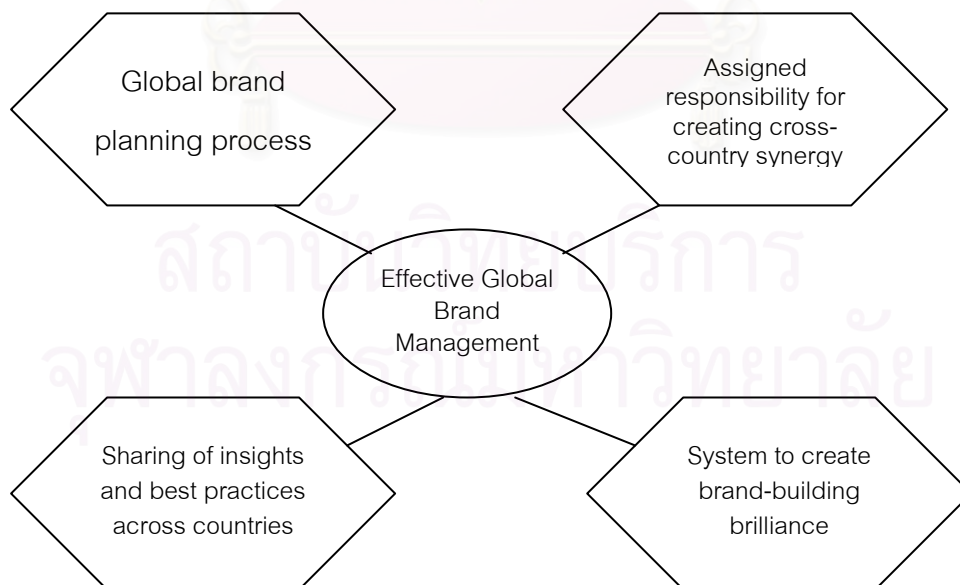 Global brand
planning process
Assigned
responsibility for
creating cross-
country synergy
สถาบันวิทยบริการ
Effective Global
Brand
Management
จุฬาลงกรณ์มหาวิทยาลัย
Sharing of insights
and best practices
across countries
System to create
brand-building
brilliance